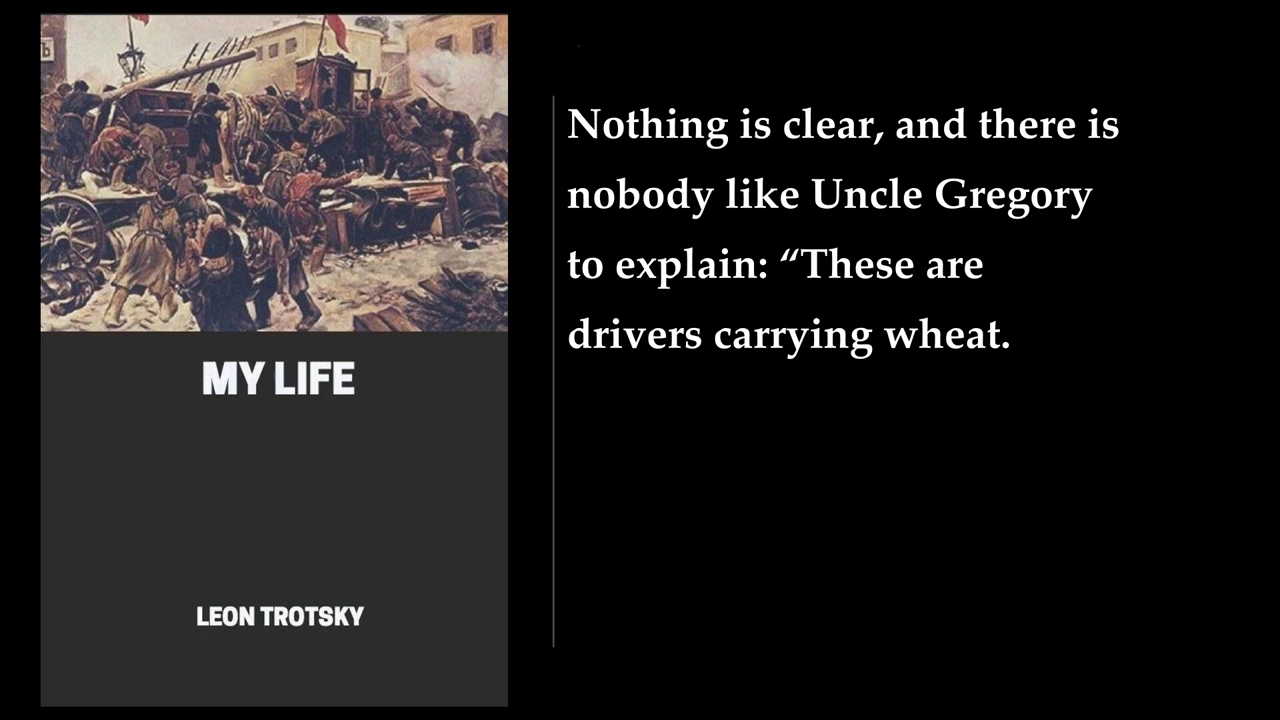 MY LIFE
LEON TROTSKY
Nothing is clear, and there is
nobody like Uncle Gregory
to explain: “These are
drivers carrying wheat.